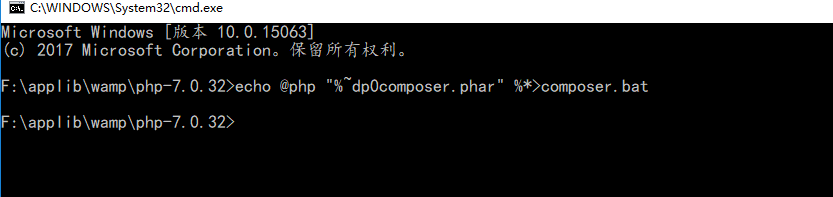 C:\WINDOWS\System32\cmd.exe
Microsoft Windows [版本 10.0.15063]
(c) 2017 Microsoft Corporation。保留所有权利。
F:\applib\wamp\php-7.0.32>echo @php "%~dp0composer.phar" %*>composer.bat
F:\applib\wamp\php-7.0.32>